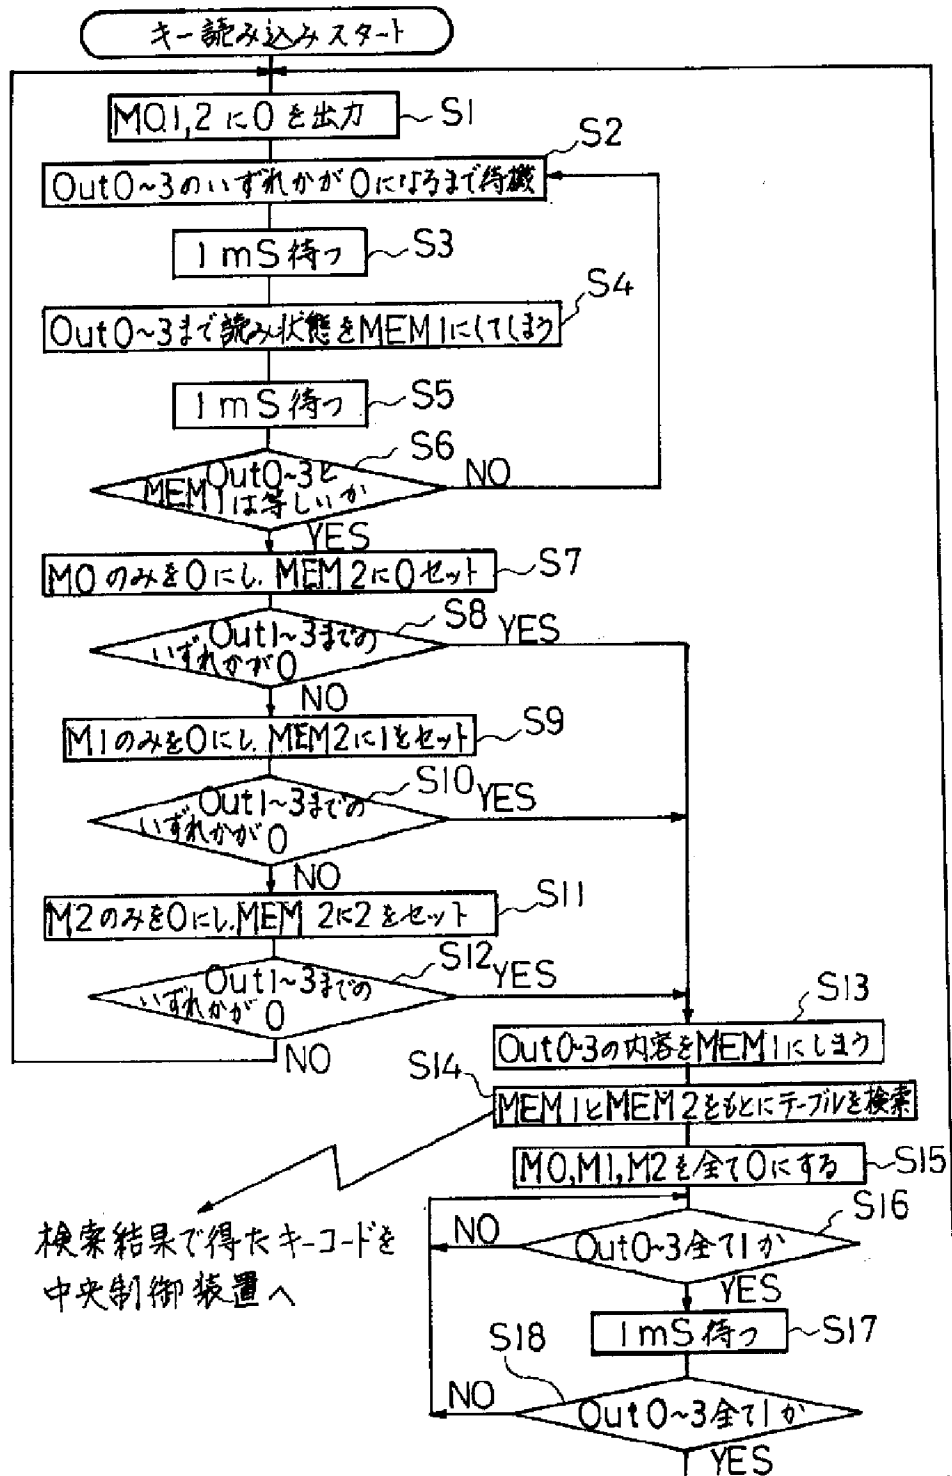 キー読み込みスタート
M0.1,2に0を出力
S1
S2
Out0~3のいずれかが0になるまで待機
1mS待つ
S3
S4
Out0~3まで読み状態をMEM1にしてしまう
1mS待つ
S5
S6
Out0~3と
MEM1は等しいか
NO
YES
M0のみを0にし.MEM2に0セット
S7
S8
Out1~3までの
いずれかが0
YES
NO
M1のみを0にし.MEM2に1をセット
S9
S10
Out1~3までの
いずれかが0
YES
NO
M2のみを0にし.MEM 2に2をセット
S11
S12
Out1~3までの
いずれかが0
YES
NO
S13
Out0~3の内容をMEM1にしまう
S14
MEM1とMEM2をもとにテーブルを検索
M0,M1,M2を全て0にする
S15
検索結果で得たキーコードを
中央制御装置へ
S16
Out0~3全て1か
NO
YES
1mS待つ
S17
S18
Out0~3全て1か
NO
YES